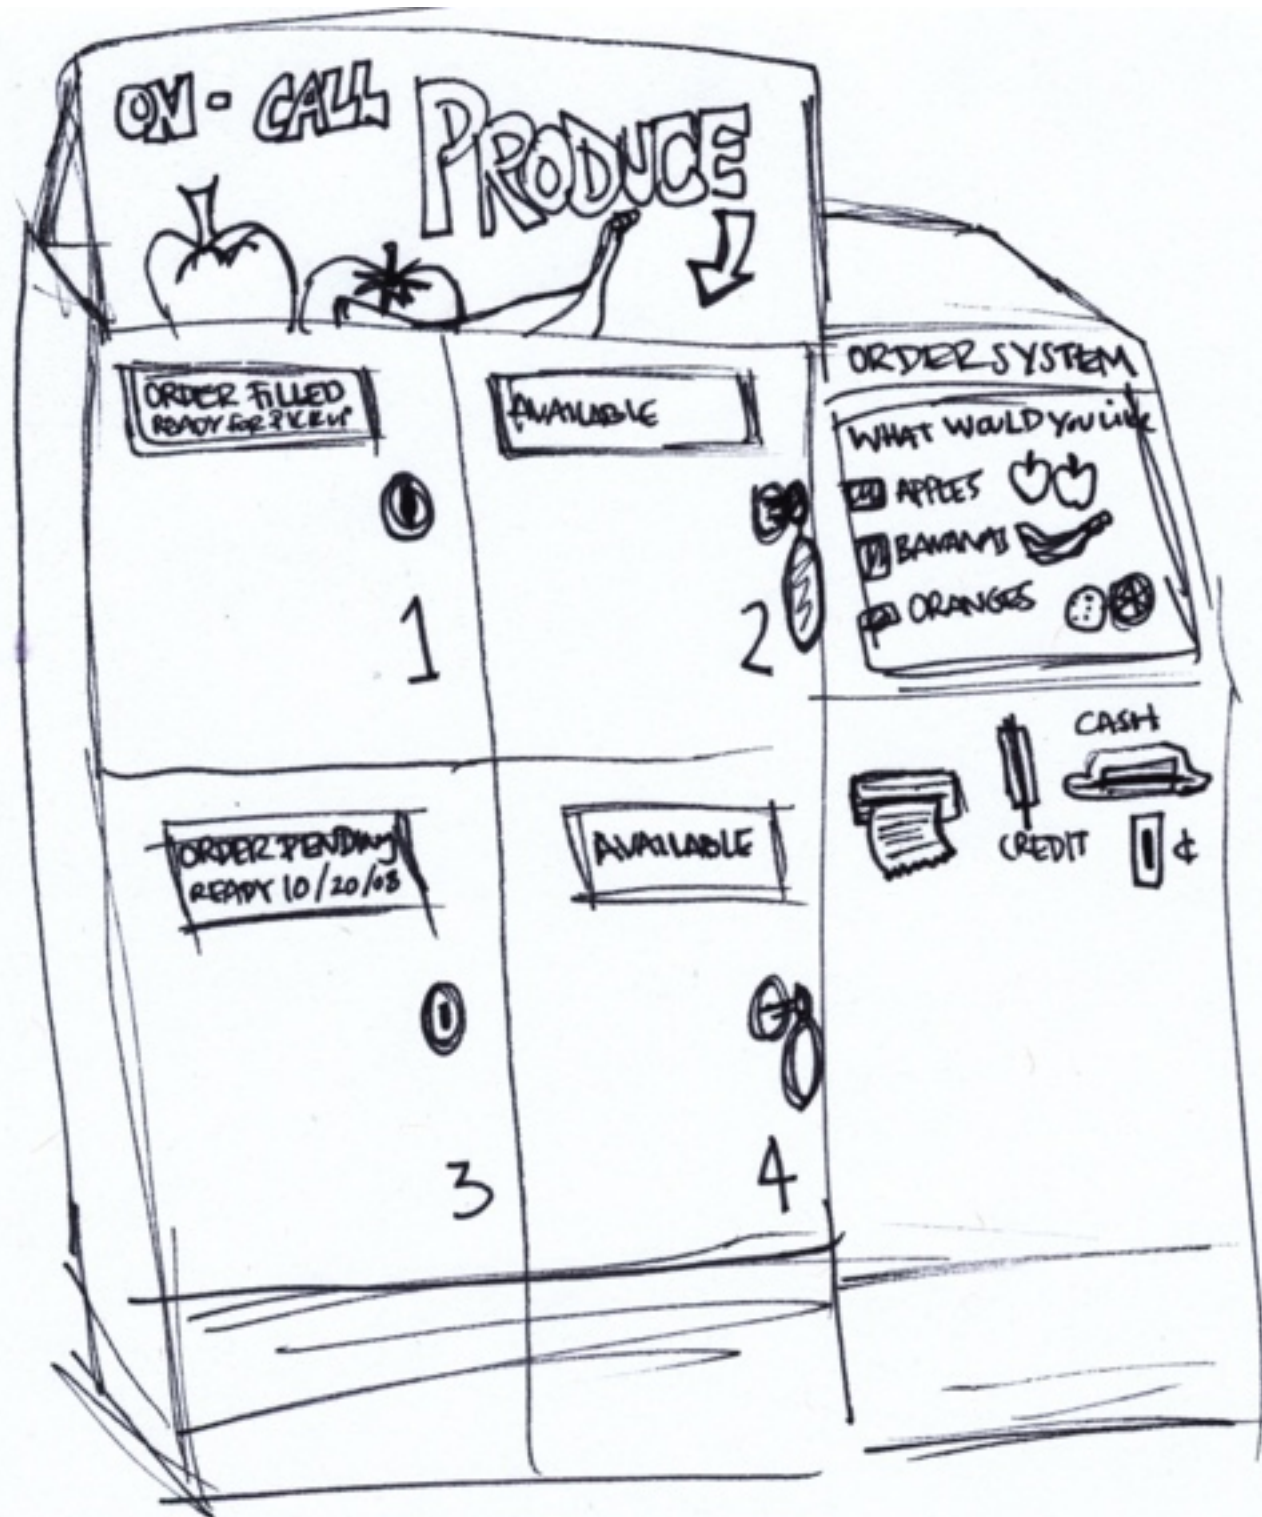 ON - CALL PRODUCE
ORDER FILLED
READY FOR PICKUP
AVAILABLE
1
2
ORDER PENDING
READY 10/20/08
AVAILABLE
3
4
ORDER SYSTEM
WHAT WOULD YOU LIKE
APPLES
BANANAS
ORANGES
CASH
CREDIT
¢